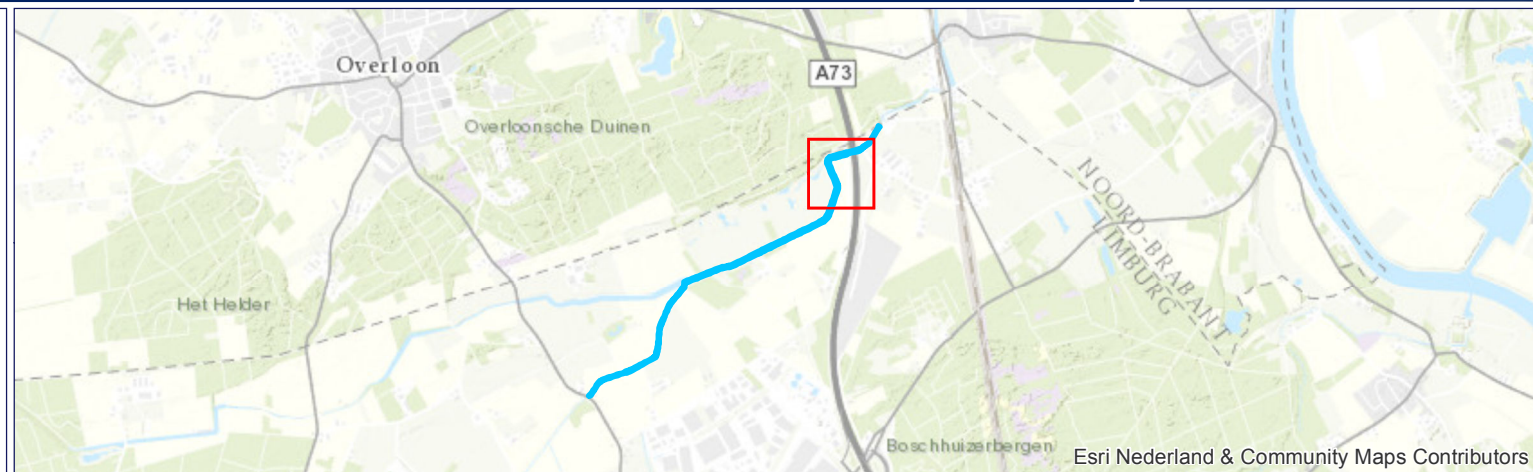 Overloon
A73
Overloonsche Duinen
NOORD-BRABANT
LIMBURG
Het Helder
Boschhuizerbergen
Esri Nederland & Community Maps Contributors